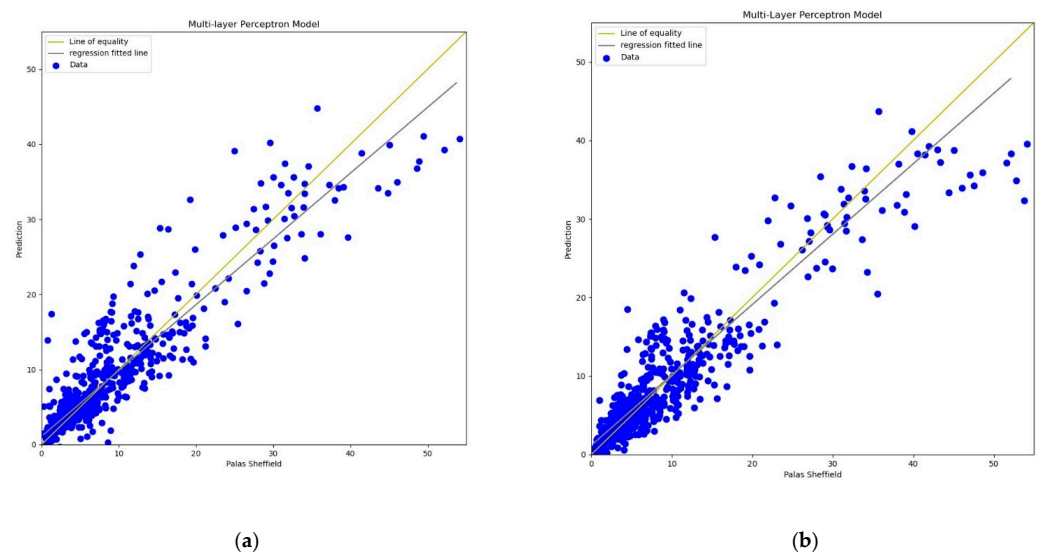 Multi-layer Perceptron Model
Line of equality
regression fitted line
Data
50
40
30
20
10
0
Prediction
0 10 20 30 40 50
Palas Sheffield
(a)
Multi-Layer Perceptron Model
Line of equality
regression fitted line
Data
50
40
30
20
10
0
Prediction
0 10 20 30 40 50
Palas Sheffield
(b)